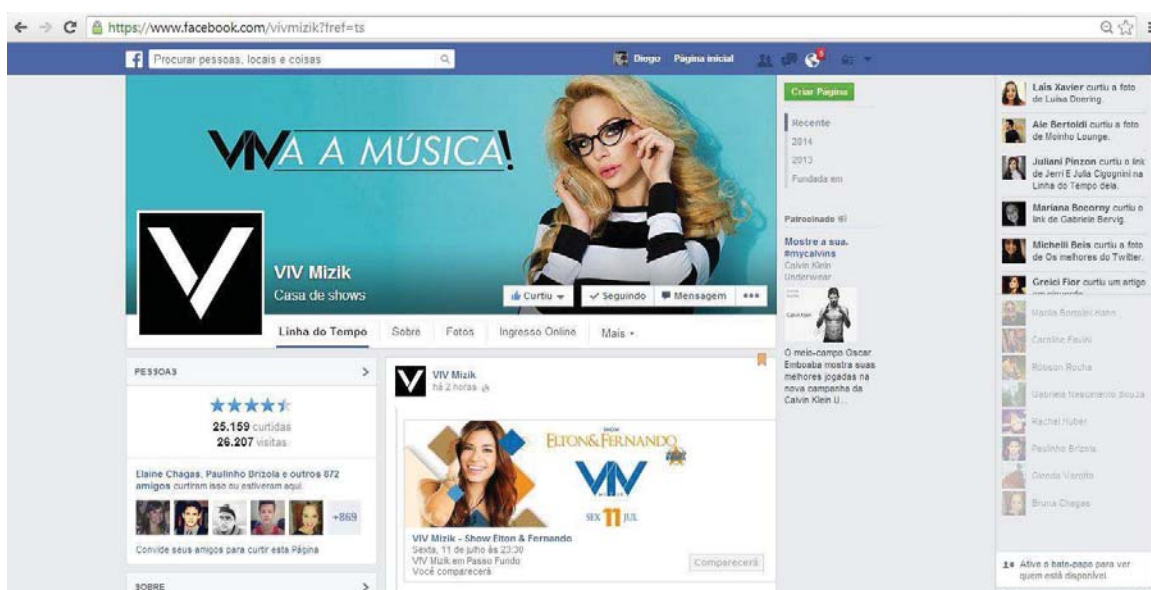 https://www.facebook.com/vivmizik?fref=ts
Procurar pessoas, locais e coisas
Diogo Página inicial
5
VIVA A MÚSICA!
V
VIV Mizik
Casa de shows
Curtiu
Seguindo
Mensagem
Linha do Tempo Sobre Fotos Ingresso Online Mais
PESSOAS
25.159 curtidas
26.207 visitas
Elaine Chagas, Paulinho Brizola e outros 872
amigos curtiram isso ou estiveram aqui.
+869
Convide seus amigos para curtir esta Página
SOBRE
VIV Mizik
há 2 horas
SHOW
ELTON & FERNANDO
VIV
SEX 11 JUL
VIV Mizik - Show Elton & Fernando
Sexta, 11 de julho às 23:30
VIV Mizik em Passo Fundo
Você comparecerá
Comparecerá
Criar Página
Recente
2014
2013
Fundada em
Patrocinado
Mostre a sua.
#mycalvins
Calvin Klein
Underwear
O meio-campo Oscar
Emboaba mostra suas
melhores jogadas na
nova campanha da
Calvin Klein U...
Laís Xavier curtiu a foto
de Luisa Doering.
Ale Bertoldi curtiu a foto
de Moinho Lounge.
Juliani Pinzon curtiu o link
de Jerri E Julia Cigognini na
Linha do Tempo dela.
Mariana Bocorny curtiu o
link de Gabriele Bervig.
Michelli Beis curtiu a foto
de Os melhores do Twitter.
Greici Fior curtiu um artigo
Caroline Favini
Róbson Rocha
Gabriela Nascimento Souza
Rachel Huber
Paulinho Brizola
Bruna Chagas
Ative o bate-papo para ver
quem está disponível.